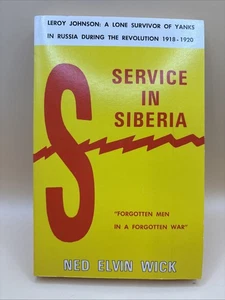 LEROY JOHNSON: A LONE SURVIVOR OF YANKS
IN RUSSIA DURING THE REVOLUTION 1918-1920
SERVICE
IN
SIBERIA
"FORGOTTEN MEN
IN A FORGOTTEN WAR"
NED ELVIN WICK